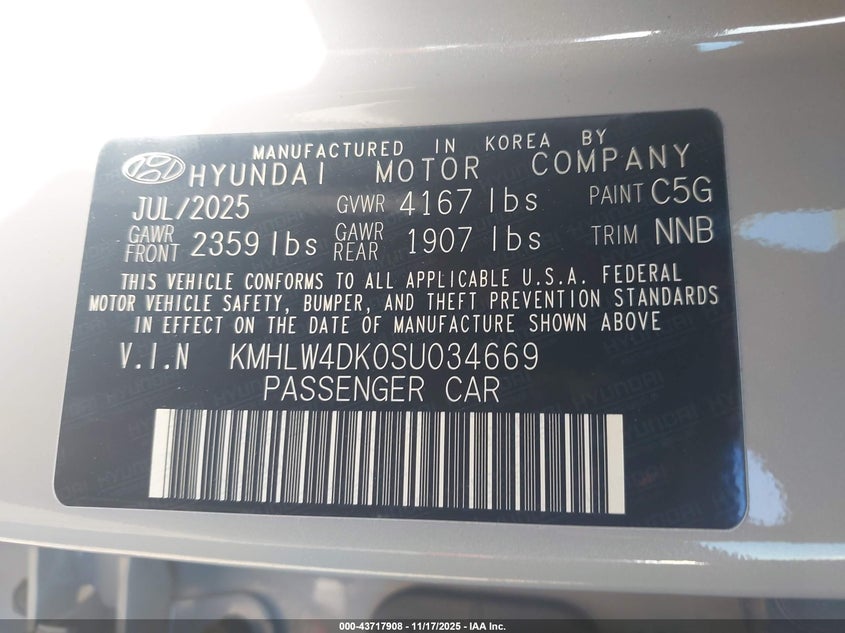 MANUFACTURED IN KOREA BY
HYUNDAI MOTOR COMPANY
JUL/2025 GVWR 4167 lbs PAINT C5G
GAWR FRONT 2359 lbs GAWR REAR 1907 lbs TRIM NNB
THIS VEHICLE CONFORMS TO ALL APPLICABLE U.S.A. FEDERAL
MOTOR VEHICLE SAFETY, BUMPER, AND THEFT PREVENTION STANDARDS
IN EFFECT ON THE DATE OF MANUFACTURE SHOWN ABOVE
V.I.N KMHLW4DK0SU034669
PASSENGER CAR
000-43717908 - 11/17/2025 - IAA Inc.